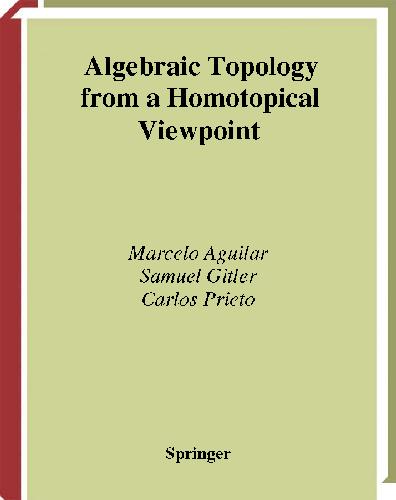 Algebraic Topology
from a Homotopical
Viewpoint
Marcelo Aguilar
Samuel Gitler
Carlos Prieto
Springer